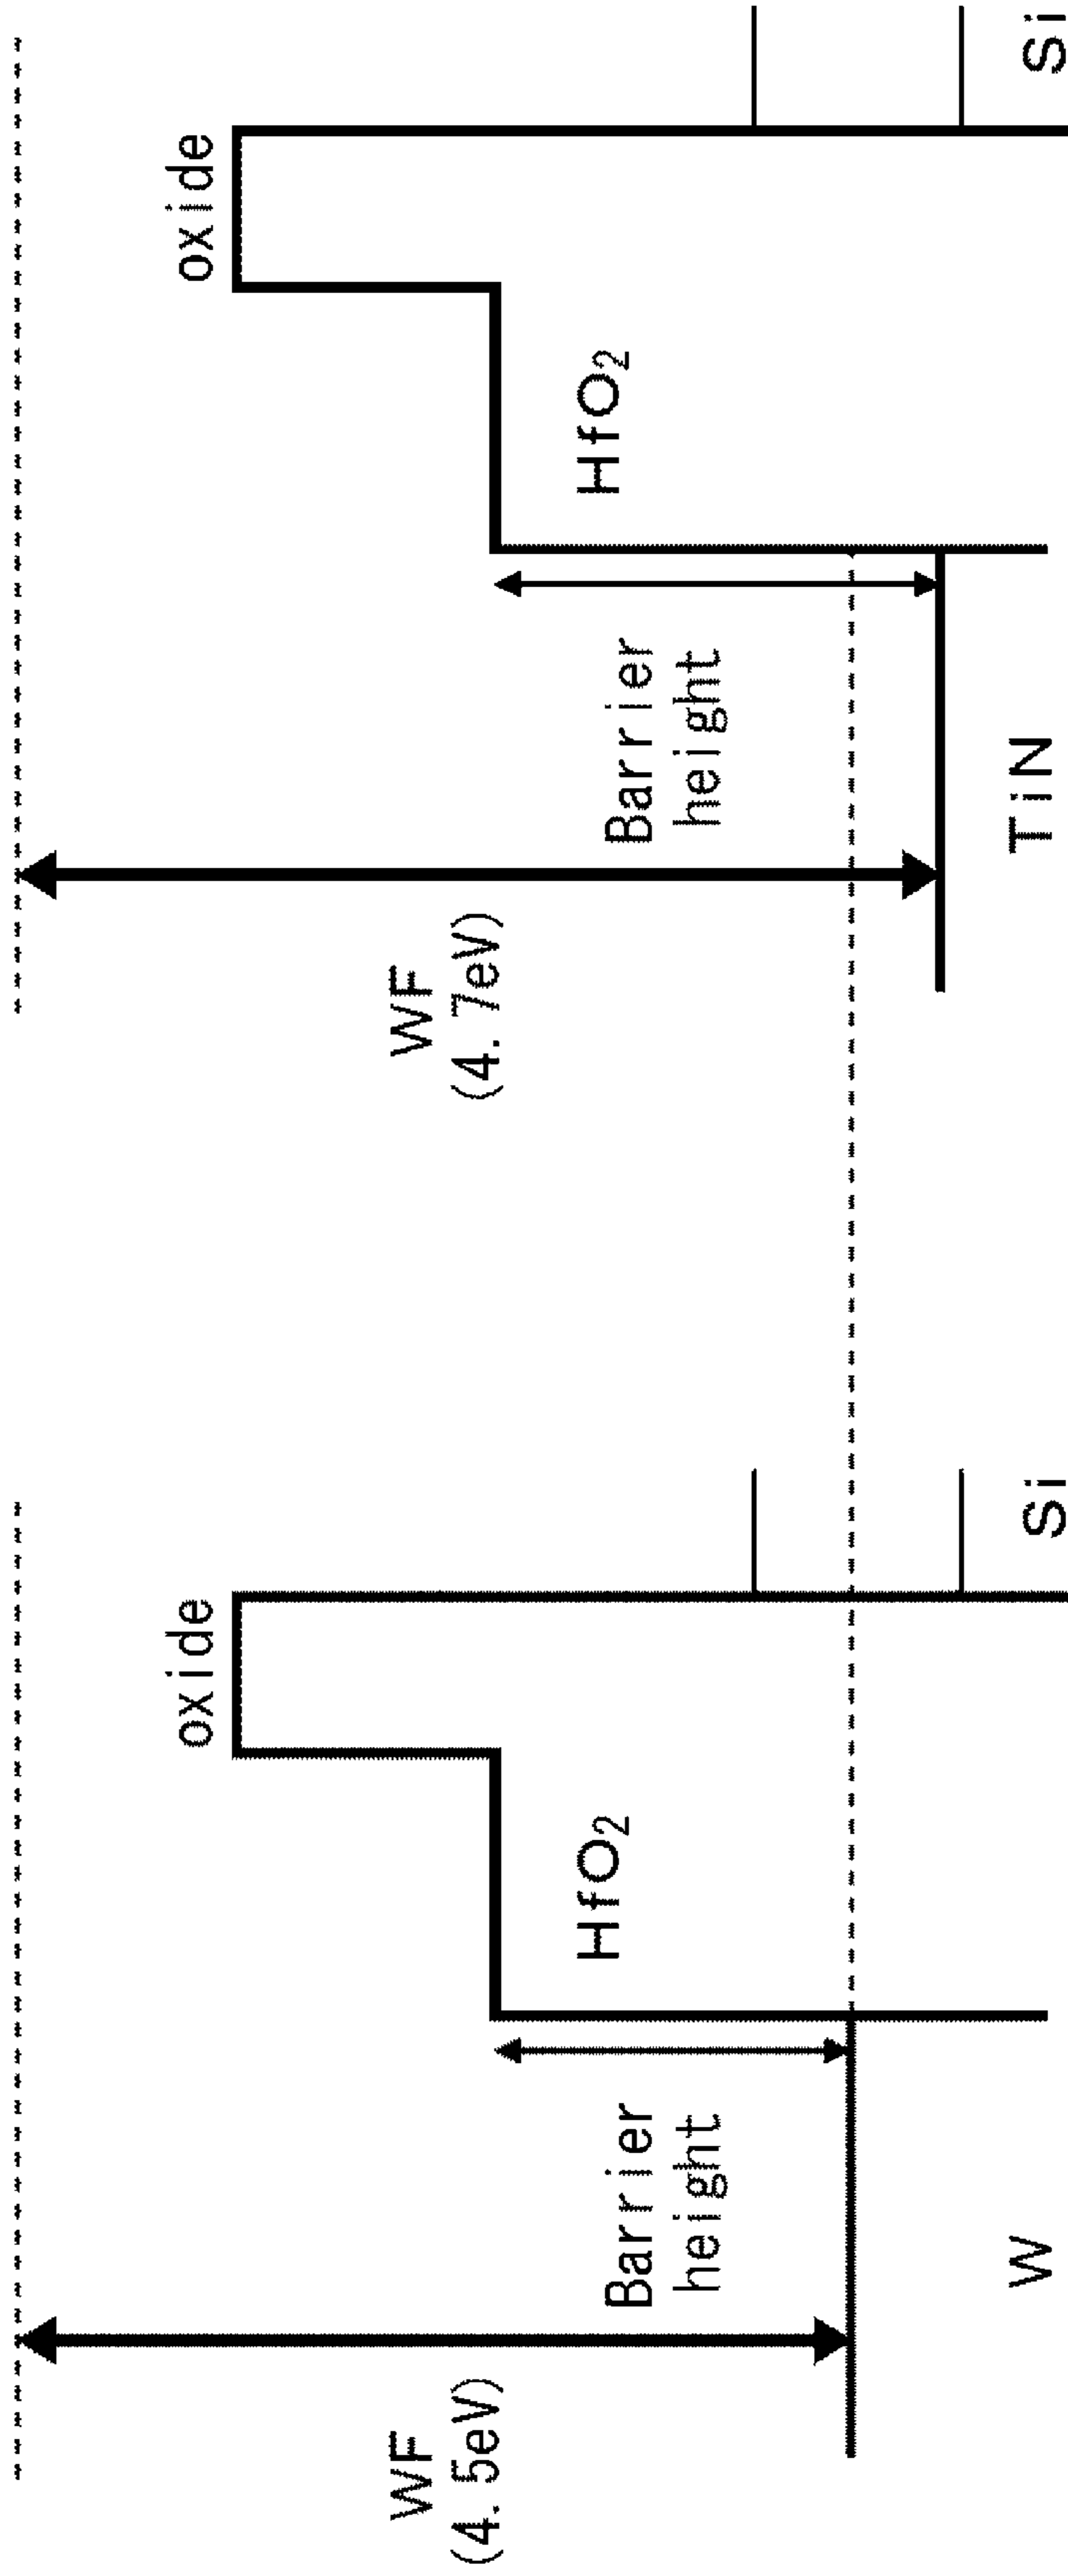 oxide
WF
(4. 5eV)
Barrier
height
HfO₂
W
Si
oxide
WF
(4. 7eV)
Barrier
height
HfO₂
TiN
Si